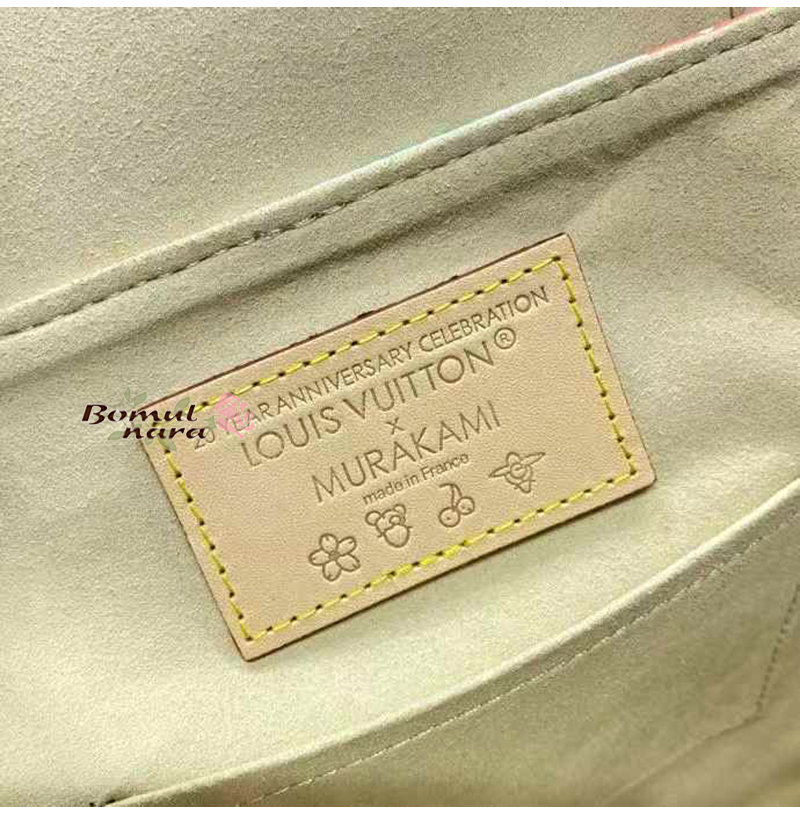 20 YEAR ANNIVERSARY CELEBRATION
LOUIS VUITTON®
x
MURAKAMI
made in France
Bomul
nara